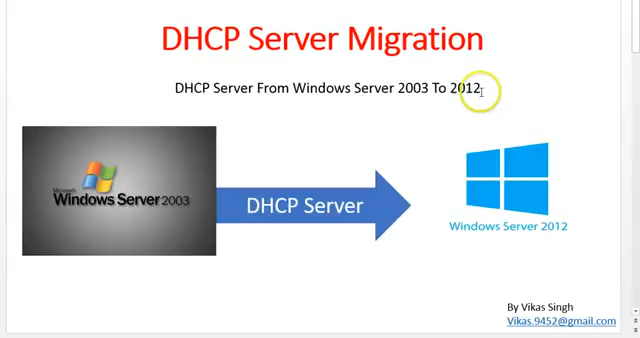 DHCP Server Migration
DHCP Server From Windows Server 2003 To 2012
Microsoft
Windows Server 2003
DHCP Server
Windows Server 2012
By Vikas Singh
Vikas.9452@gmail.com